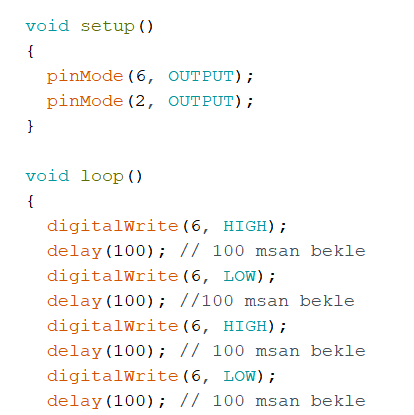 void setup()
{
  pinMode(6, OUTPUT);
  pinMode(2, OUTPUT);
}

void loop()
{
  digitalWrite(6, HIGH);
  delay(100); // 100 msan bekle
  digitalWrite(6, LOW);
  delay(100); //100 msan bekle
  digitalWrite(6, HIGH);
  delay(100); // 100 msan bekle
  digitalWrite(6, LOW);
  delay(100); // 100 msan bekle